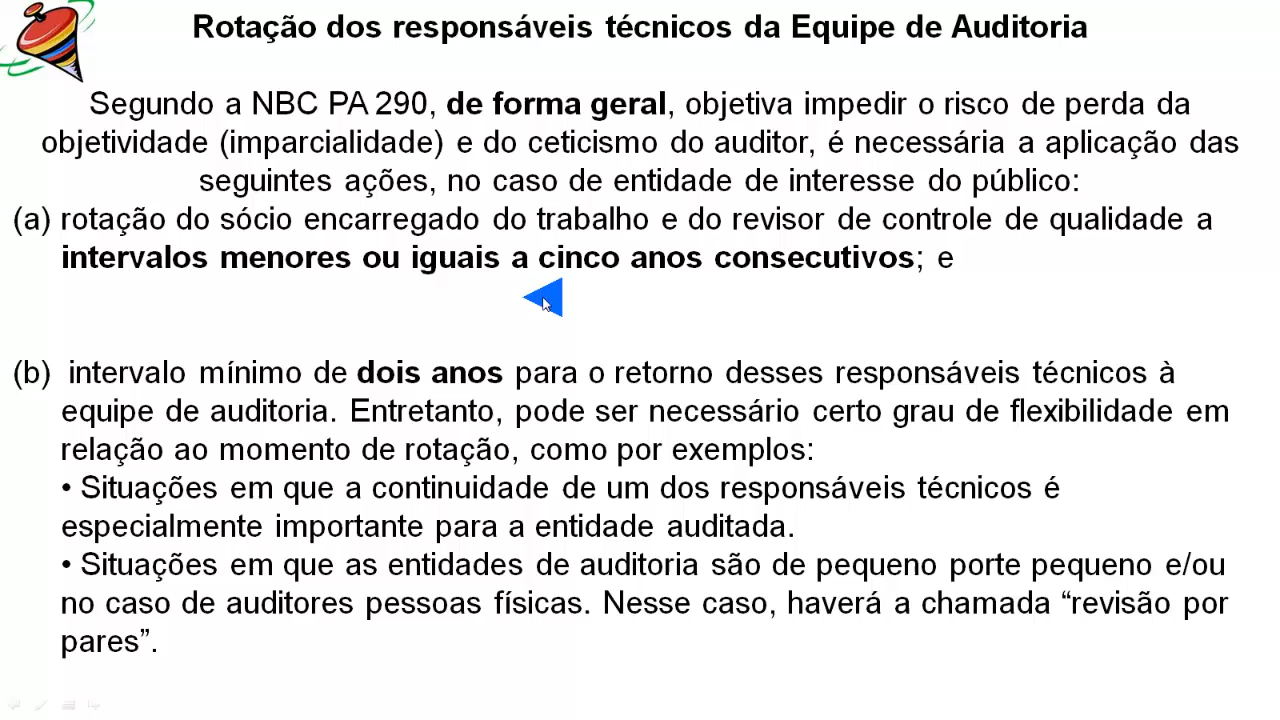 Rotação dos responsáveis técnicos da Equipe de Auditoria
Segundo a NBC PA 290, de forma geral, objetiva impedir o risco de perda da
objetividade (imparcialidade) e do ceticismo do auditor, é necessária a aplicação das
seguintes ações, no caso de entidade de interesse do público:
(a) rotação do sócio encarregado do trabalho e do revisor de controle de qualidade a
intervalos menores ou iguais a cinco anos consecutivos; e
(b) intervalo mínimo de dois anos para o retorno desses responsáveis técnicos à
equipe de auditoria. Entretanto, pode ser necessário certo grau de flexibilidade em
relação ao momento de rotação, como por exemplos:
• Situações em que a continuidade de um dos responsáveis técnicos é
especialmente importante para a entidade auditada.
• Situações em que as entidades de auditoria são de pequeno porte pequeno e/ou
no caso de auditores pessoas físicas. Nesse caso, haverá a chamada “revisão por
pares”.